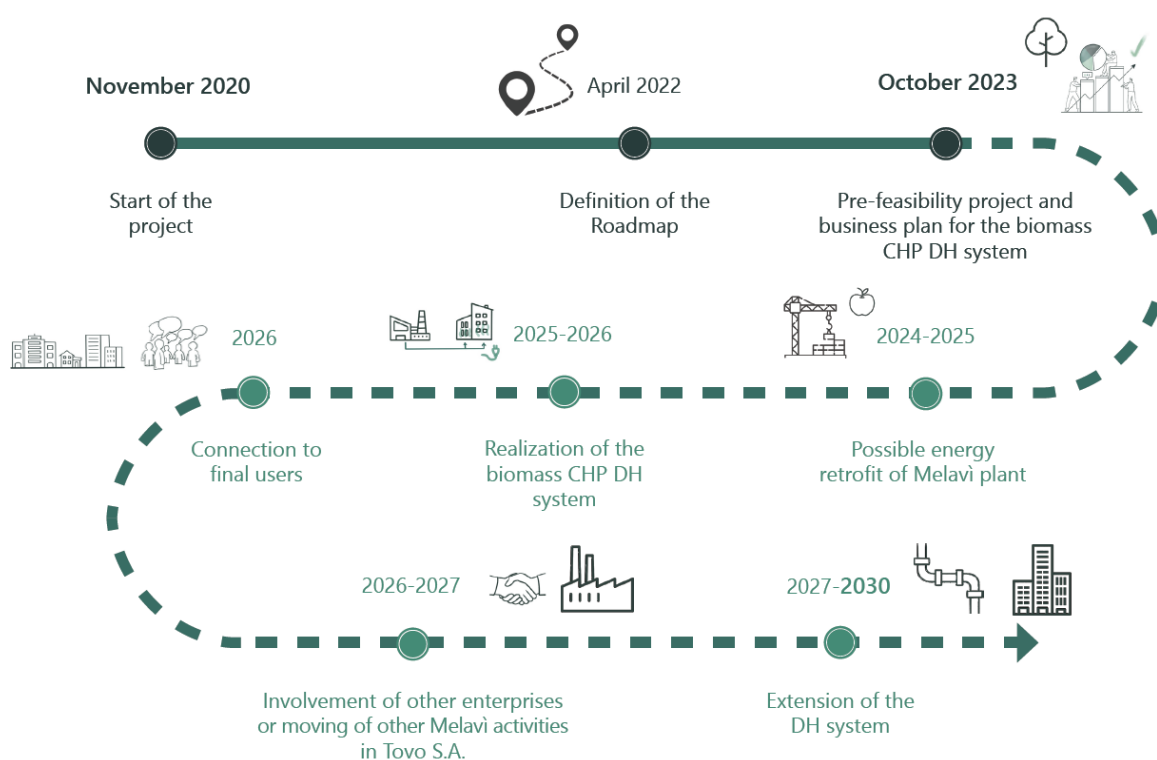 November 2020
April 2022
October 2023
Start of the
project
Definition of the
Roadmap
Pre-feasibility project and
business plan for the biomass
CHP DH system
2026
2025-2026
2024-2025
Connection to
final users
Realization of the
biomass CHP DH
system
Possible energy
retrofit of Melavì plant
2026-2027
2027-2030
Involvement of other enterprises
or moving of other Melavì activities
in Tovo S.A.
Extension of the
DH system